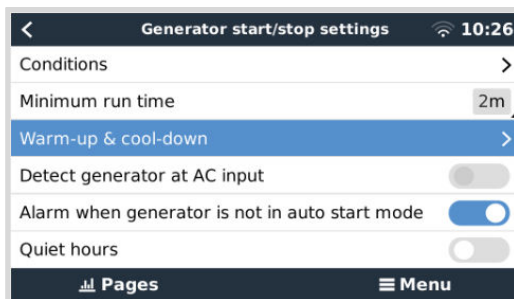 Generator start/stop settings 10:26
Conditions
Minimum run time 2m
Warm-up & cool-down
Detect generator at AC input
Alarm when generator is not in auto start mode
Quiet hours
Pages Menu